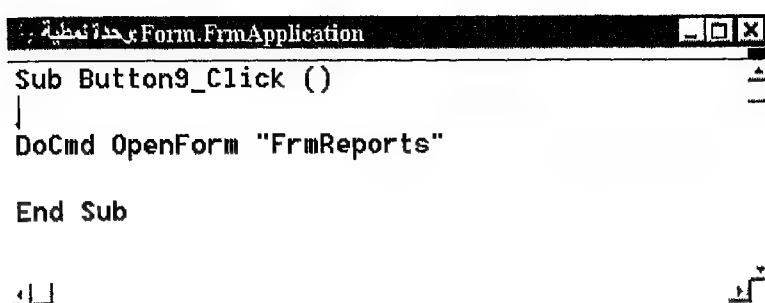 وحدة نمطية : Form.FrmApplication
Sub Button9_Click ()
DoCmd OpenForm "FrmReports"
End Sub